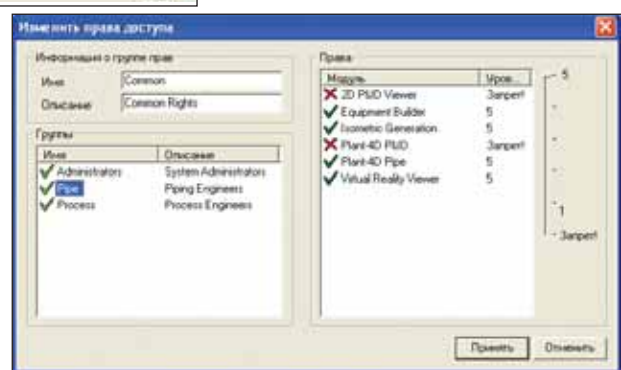 Изменить права доступа
Информация о группе прав
Имя Common
Описание Common Rights
Группы
Имя Описание
Administrators System Administrators
Pipe Piping Engineers
Process Process Engineers
Права
Модуль Уров...
2D P&ID Viewer Запрет!
Equipment Builder 5
Isometric Generation 5
Plant-4D P&ID Запрет!
Plant-4D Pipe 5
Virtual Reality Viewer 5
5
1
Запрет!
Принять Отменить